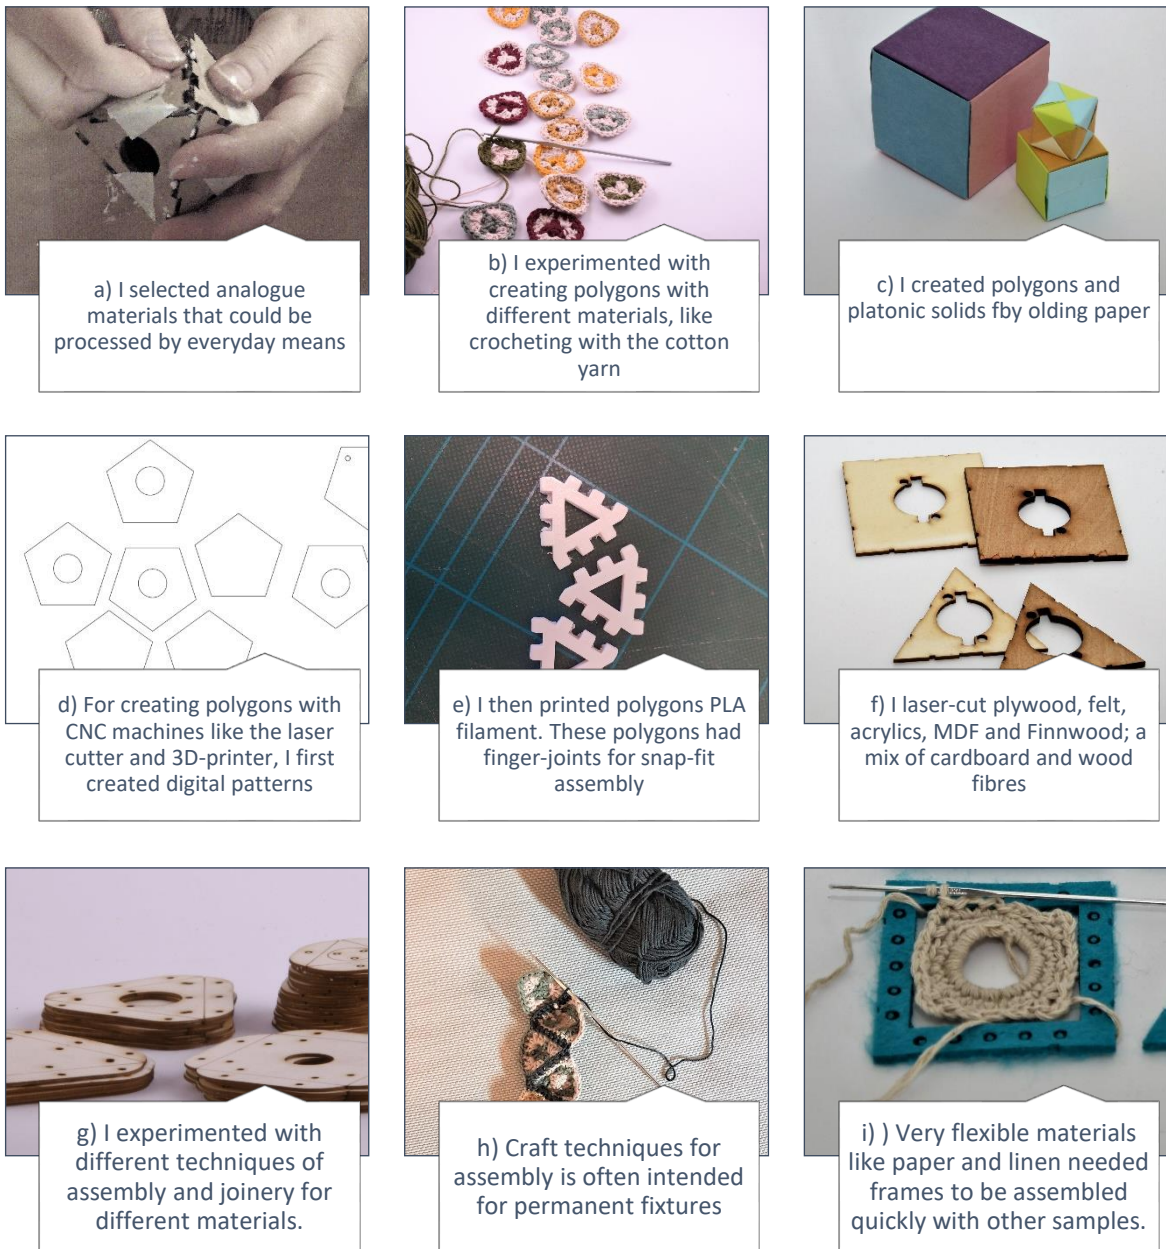 a) I selected analogue
materials that could be
processed by everyday means
b) I experimented with
creating polygons with
different materials, like
crocheting with the cotton
yarn
c) I created polygons and
platonic solids fby olding paper
d) For creating polygons with
CNC machines like the laser
cutter and 3D-printer, I first
created digital patterns
e) I then printed polygons PLA
filament. These polygons had
finger-joints for snap-fit
assembly
f) I laser-cut plywood, felt,
acrylics, MDF and Finnwood; a
mix of cardboard and wood
fibres
g) I experimented with
different techniques of
assembly and joinery for
different materials.
h) Craft techniques for
assembly is often intended
for permanent fixtures
i) ) Very flexible materials
like paper and linen needed
frames to be assembled
quickly with other samples.